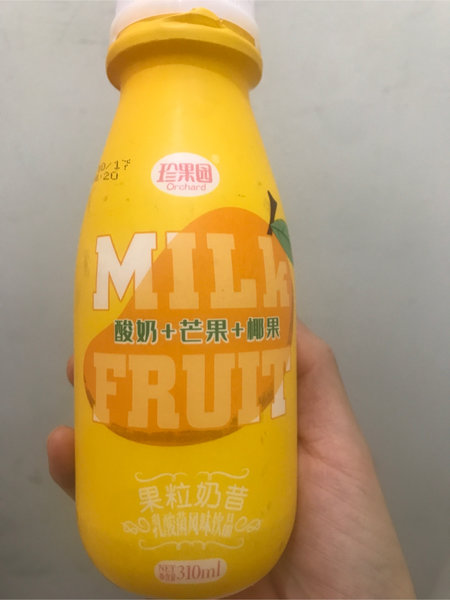 珍果园
Orchard
MILK
酸奶+芒果+椰果
FRUIT
果粒奶昔
乳酸菌风味饮品
NET 310ml